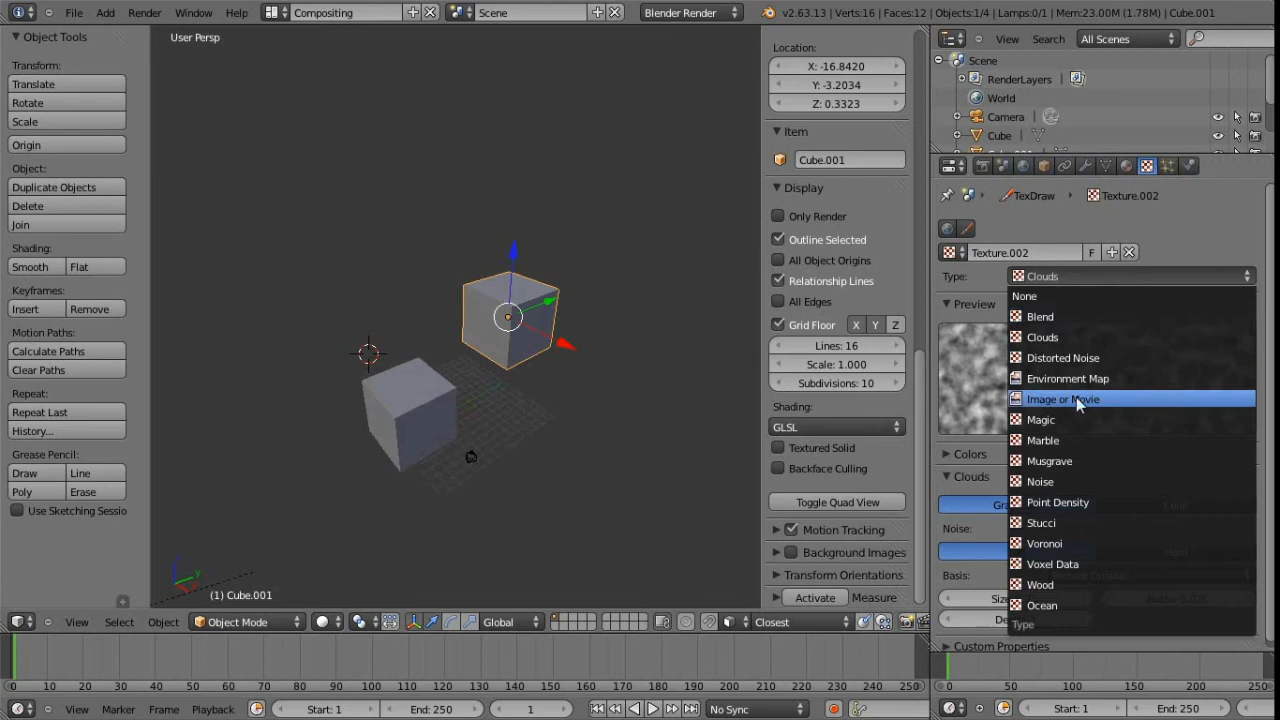 File Add Render Window Help Compositing Scene Blender Render v2.63.13 | Verts:16 | Faces:12 | Objects:1/4 | Lamps:0/1 | Mem:23.00M (1.78M) | Cube.001
Object Tools
Transform:
Translate
Rotate
Scale
Origin
Object:
Duplicate Objects
Delete
Join
Shading:
Smooth Flat
Keyframes:
Insert Remove
Motion Paths:
Calculate Paths
Clear Paths
Repeat:
Repeat Last
History...
Grease Pencil:
Draw Line
Poly Erase
Use Sketching Sessio
User Persp
(1) Cube.001
Location:
X: -16.8420
Y: -3.2034
Z: 0.3323
Item
Cube.001
Display
Only Render
Outline Selected
All Object Origins
Relationship Lines
All Edges
Grid Floor X Y Z
Lines: 16
Scale: 1.000
Subdivisions: 10
Shading:
GLSL
Textured Solid
Backface Culling
Toggle Quad View
Motion Tracking
Background Images
Transform Orientations
Activate Measure
View Search All Scenes
Scene
RenderLayers
World
Camera
Cube
TexDraw Texture.002
Texture.002 F
Type: Clouds
Preview
Colors
Clouds
Noise:
Basis:
Custom Properties
None
Blend
Clouds
Distorted Noise
Environment Map
Image or Movie
Magic
Marble
Musgrave
Noise
Point Density
Stucci
Voronoi
Voxel Data
Wood
Ocean
Type
View Select Object Object Mode Global Closest
0 10 20 30 40 50 60 70 80 90 100 110 120 130 140 150 160 170 180 190 200 210 220 230 240 250
View Marker Frame Playback Start: 1 End: 250 1 No Sync
0 50 100 150 200 250
Start: 1 End: 250